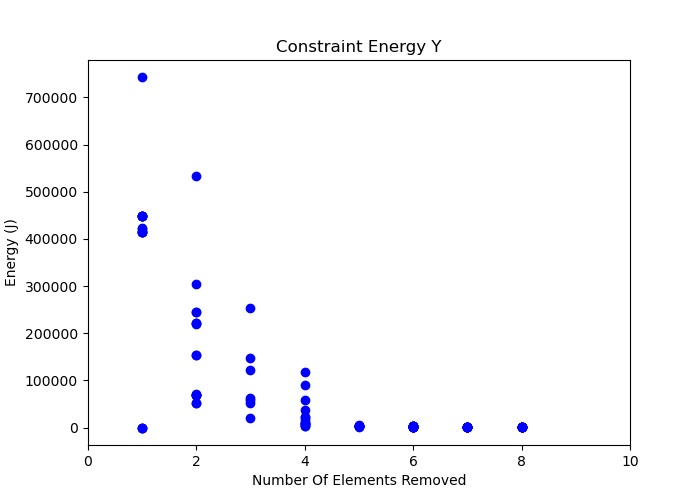 Constraint Energy Y
700000
600000
500000
400000
300000
200000
100000
0
Energy (J)
0 2 4 6 8 10
Number Of Elements Removed